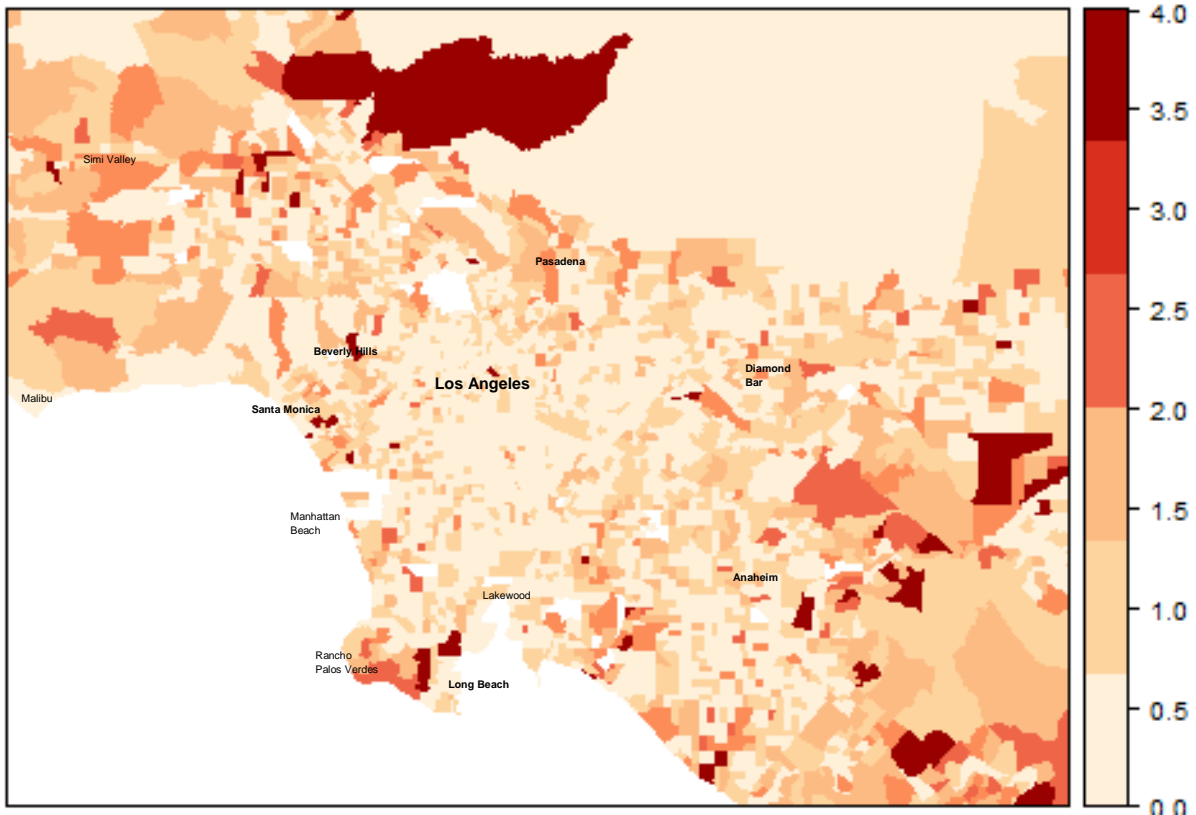 4.0
3.5
3.0
2.5
2.0
1.5
1.0
0.5
0.0
Simi Valley
Pasadena
Beverly Hills
Diamond
Bar
Los Angeles
Malibu
Santa Monica
Manhattan
Beach
Anaheim
Lakewood
Rancho
Palos Verdes
Long Beach